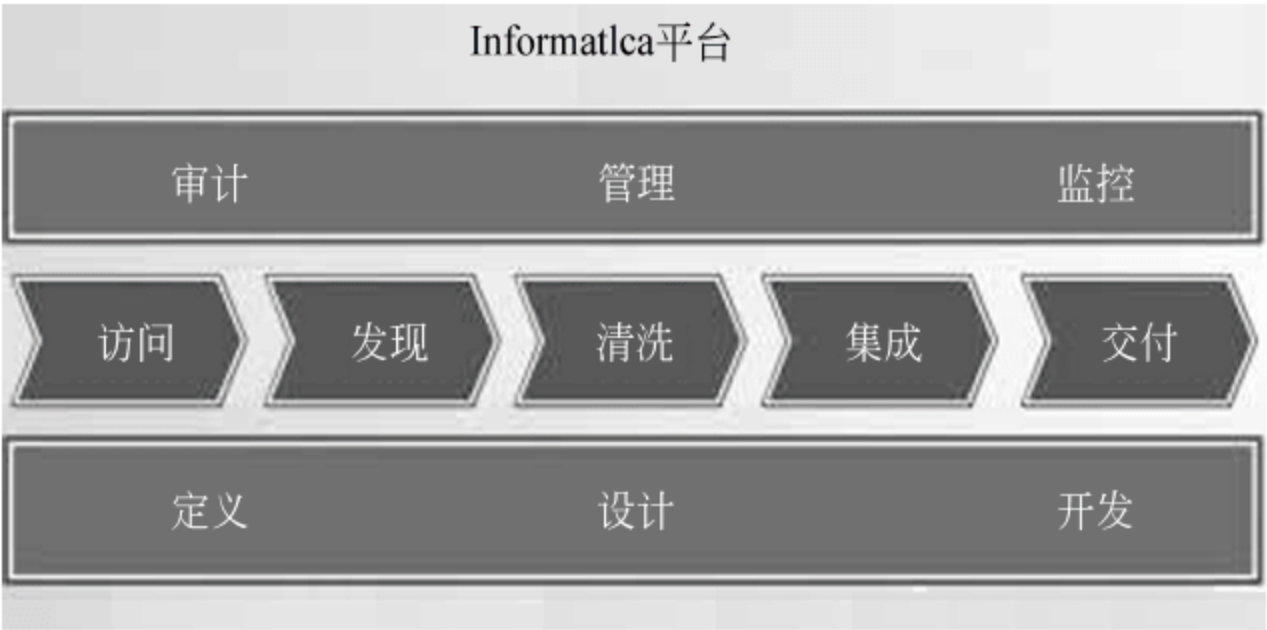 Informatlca平台
审计 管理 监控
访问 发现 清洗 集成 交付
定义 设计 开发